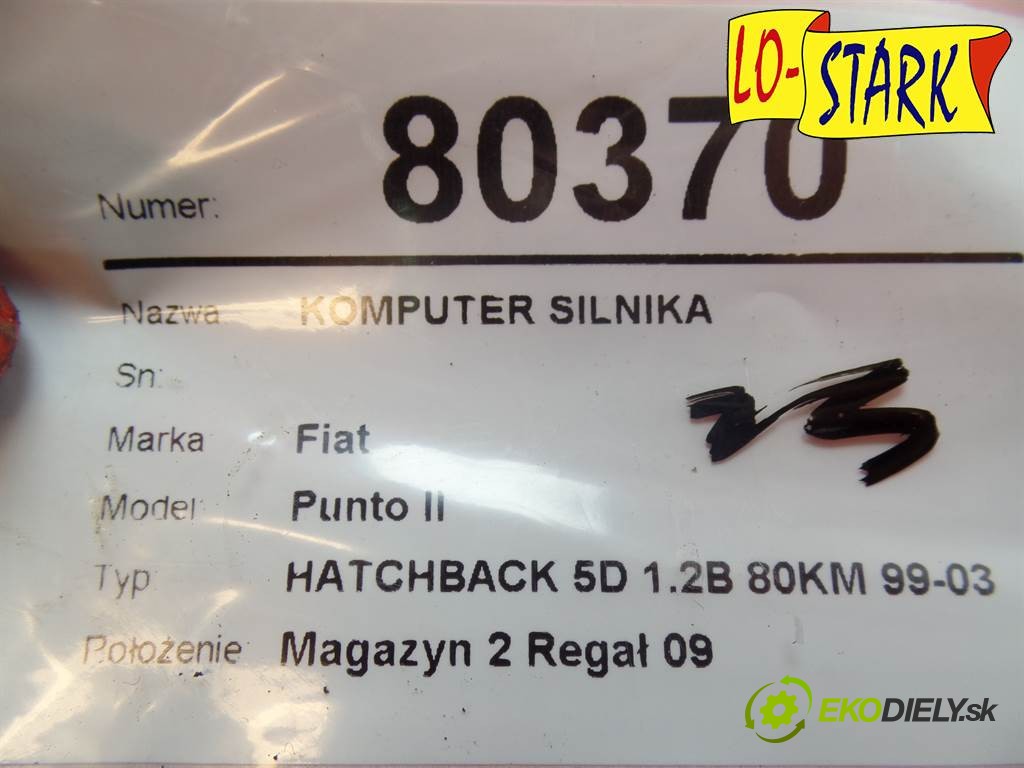 LO-STARK
Numer: 80370
Nazwa: KOMPUTER SILNIKA
Sn:
Marka Fiat
Model: Punto II
Typ: HATCHBACK 5D 1.2B 80KM 99-03
Położenie: Magazyn 2 Regał 09
EKODIELY.sk